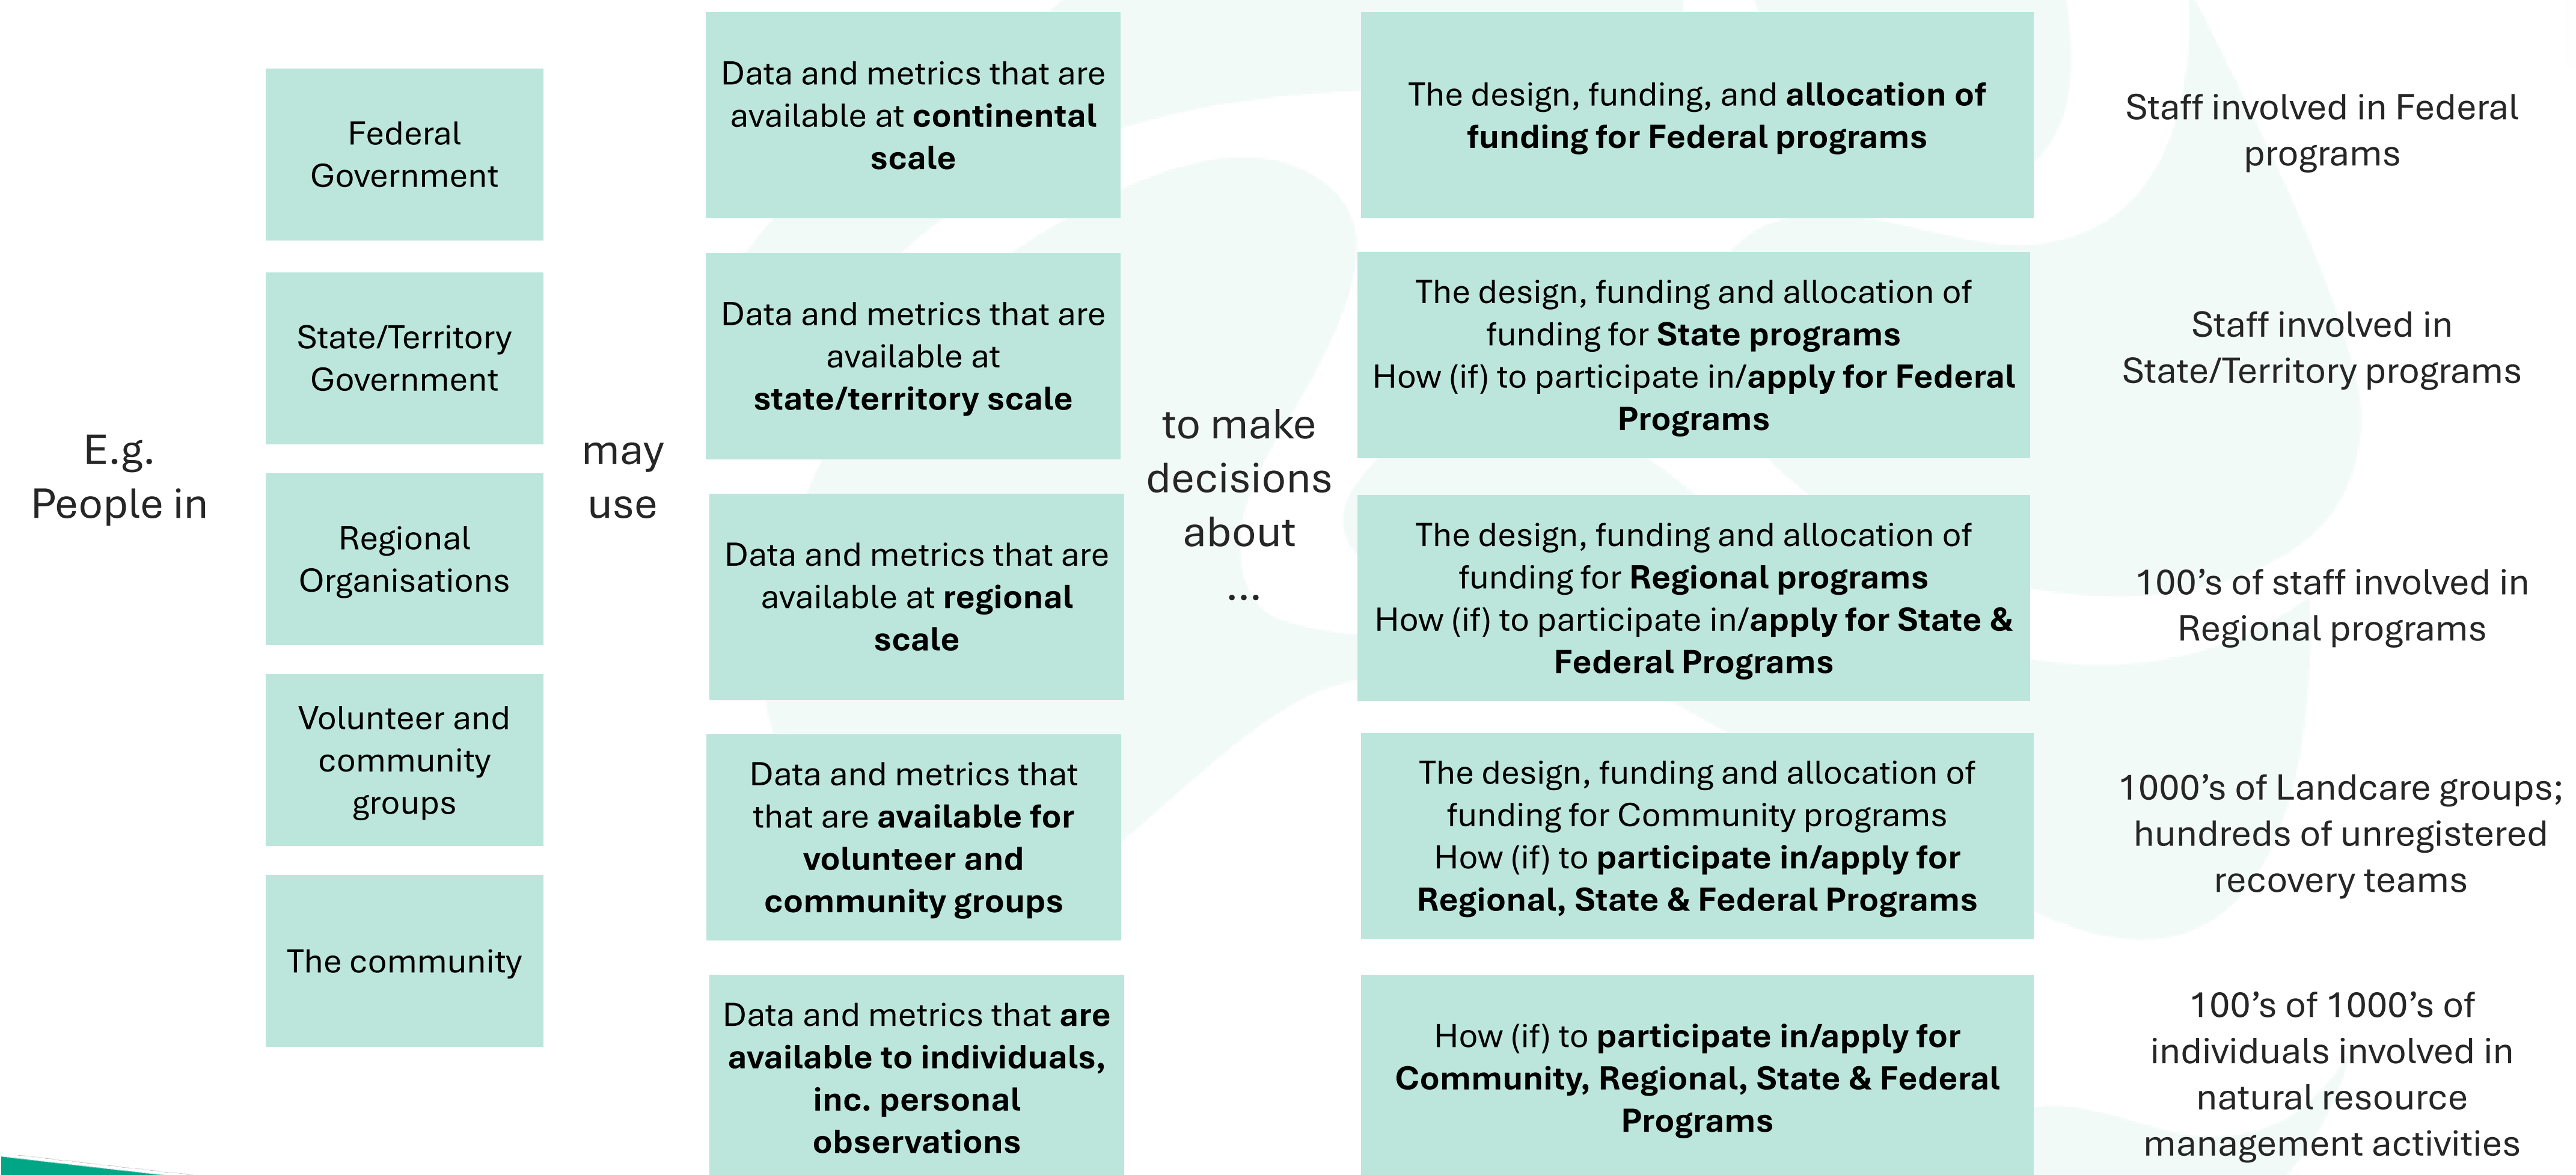 E.g.
People in
Federal
Government
State/Territory
Government
Regional
Organisations
Volunteer and
community
groups
The community
may
use
Data and metrics that are
available at continental
scale
Data and metrics that are
available at
state/territory scale
Data and metrics that are
available at regional
scale
Data and metrics that
that are available for
volunteer and
community groups
Data and metrics that are
available to individuals,
inc. personal
observations
to make
decisions
about
...
The design, funding, and allocation of
funding for Federal programs
The design, funding and allocation of
funding for State programs
How (if) to participate in/apply for Federal
Programs
The design, funding and allocation of
funding for Regional programs
How (if) to participate in/apply for State &
Federal Programs
The design, funding and allocation of
funding for Community programs
How (if) to participate in/apply for
Regional, State & Federal Programs
How (if) to participate in/apply for
Community, Regional, State & Federal
Programs
Staff involved in Federal
programs
Staff involved in
State/Territory programs
100’s of staff involved in
Regional programs
1000’s of Landcare groups;
hundreds of unregistered
recovery teams
100’s of 1000’s of
individuals involved in
natural resource
management activities